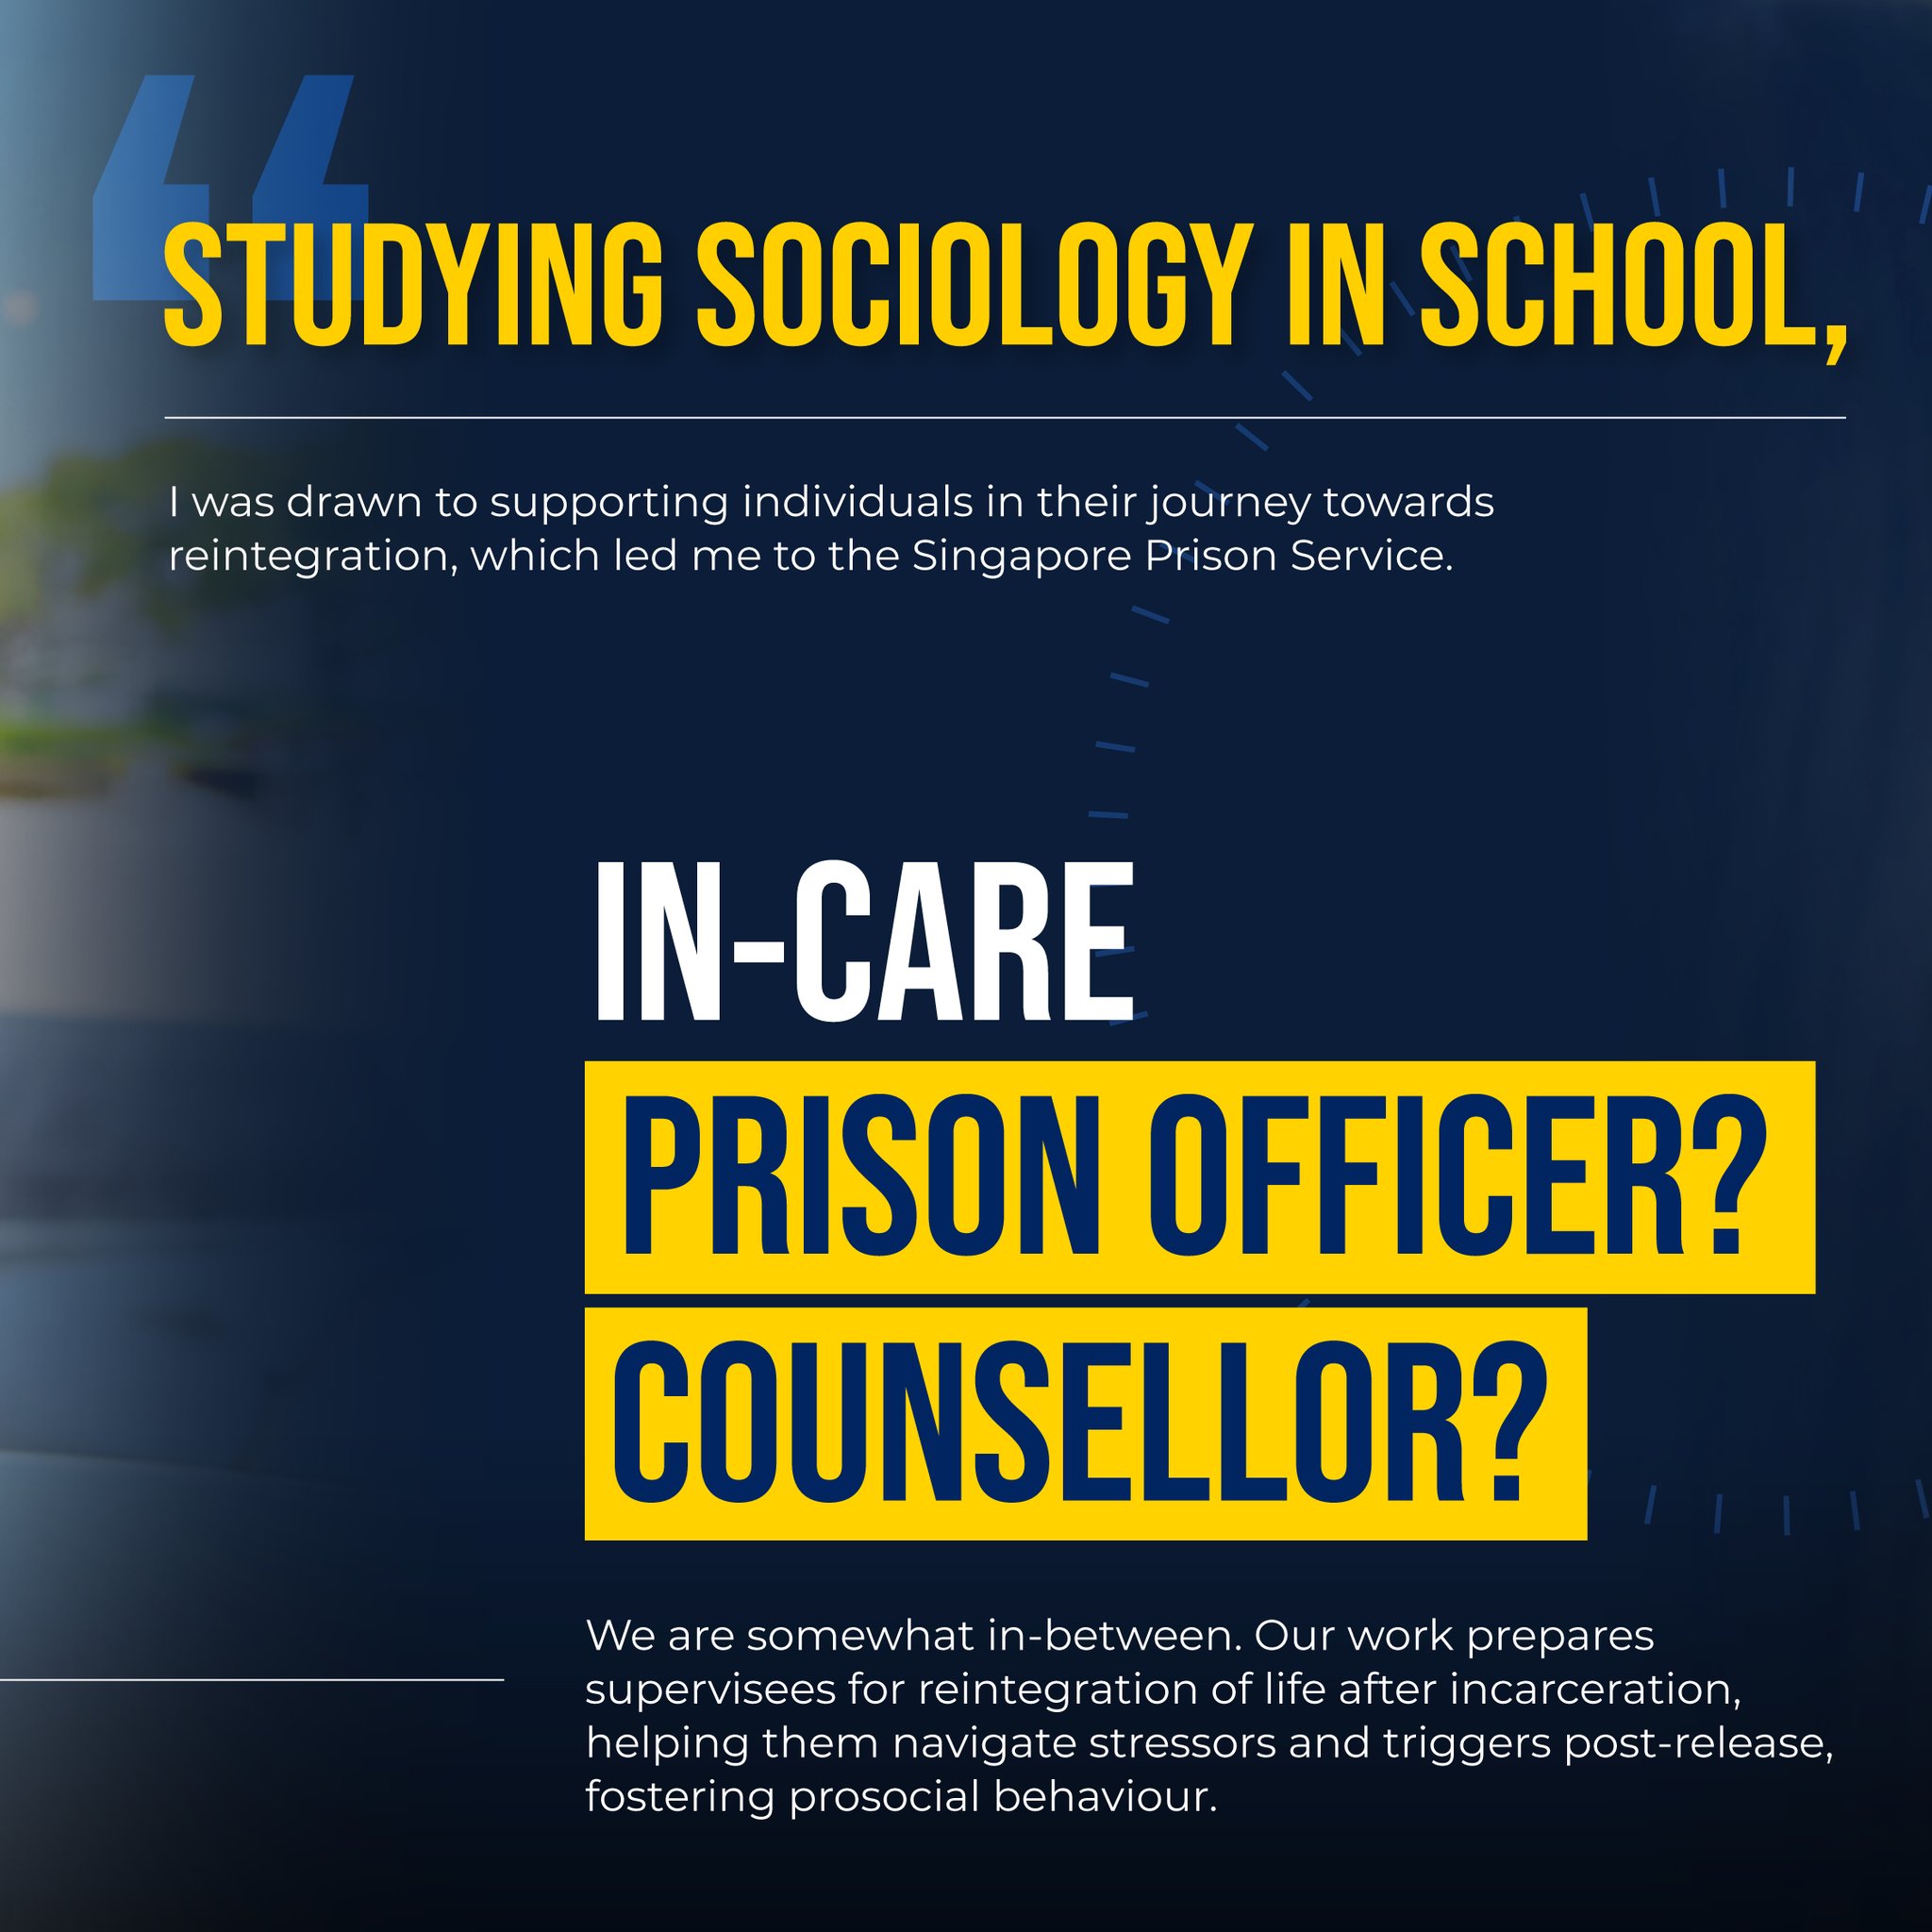 “
STUDYING SOCIOLOGY IN SCHOOL,
I was drawn to supporting individuals in their journey towards
reintegration, which led me to the Singapore Prison Service.
IN-CARE
PRISON OFFICER?
COUNSELLOR?
We are somewhat in-between. Our work prepares
supervisees for reintegration of life after incarceration,
helping them navigate stressors and triggers post-release,
fostering prosocial behaviour.